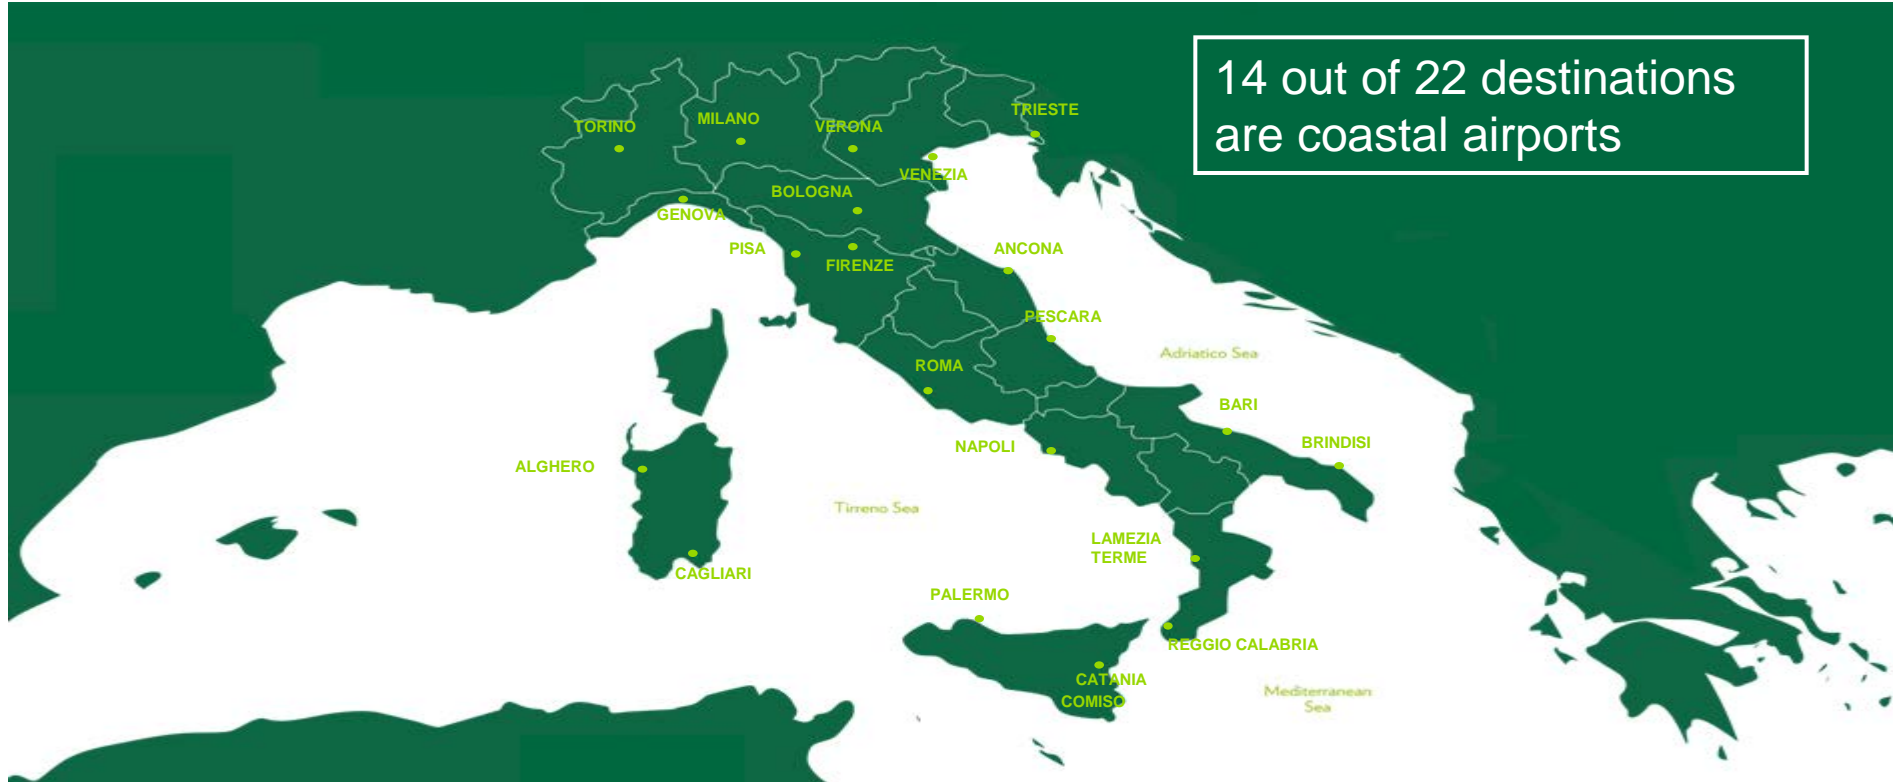 14 out of 22 destinations
are coastal airports
TRIESTE
MILANO
TORINO
VERONA
VENEZIA
BOLOGNA
GENOVA
PISA
FIRENZE
ANCONA
PESCARA
Adriatico Sea
ROMA
BARI
NAPOLI
BRINDISI
ALGHERO
Tirreno Sea
LAMEZIA
TERME
CAGLIARI
PALERMO
REGGIO CALABRIA
CATANIA
COMISO
Mediterranean
Sea